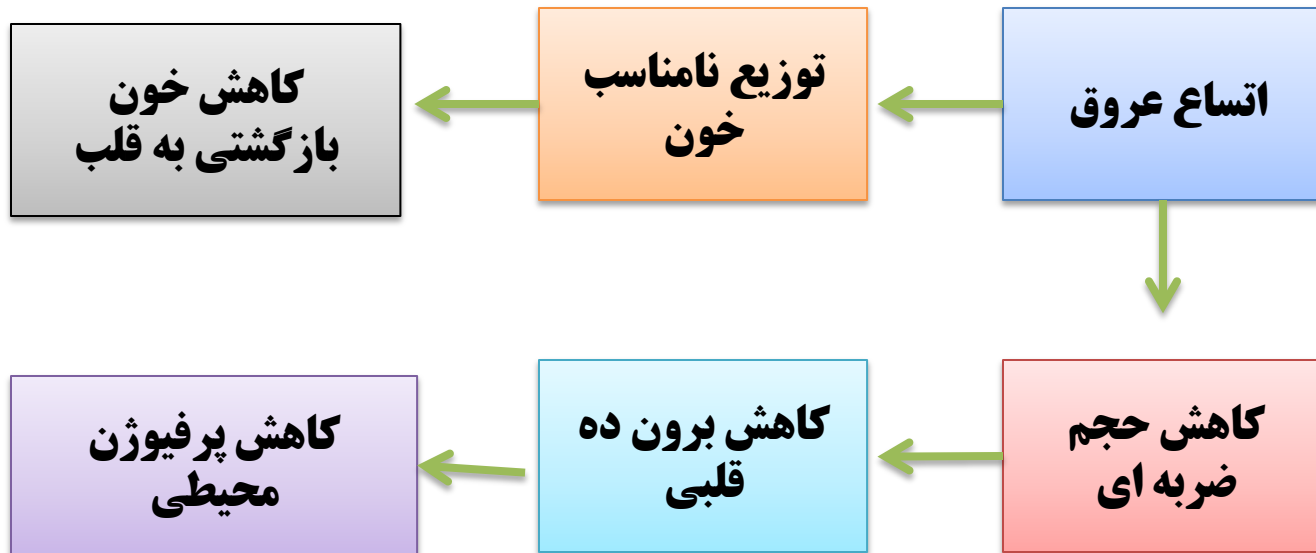 اتساع عروق
توزیع نامناسب
خون
کاهش خون
بازگشتی به قلب
کاهش حجم
ضربه ای
کاهش برون ده
قلبی
کاهش پرفیوژن
محیطی